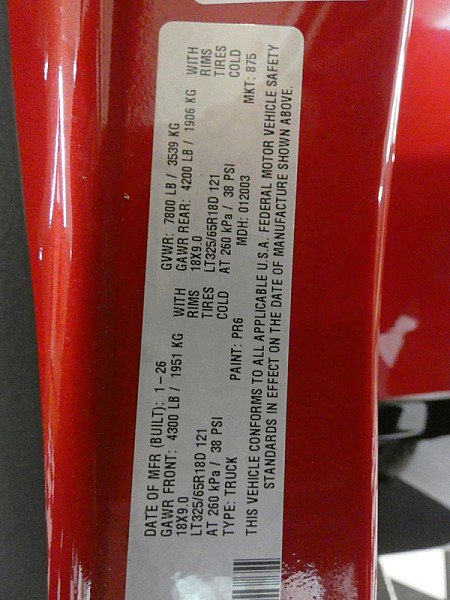 DATE OF MFR (BUILT): 1-26 GVWR: 7800 LB / 3539 KG
GAWR FRONT: 4300 LB / 1951 KG WITH GAWR REAR: 4200 LB / 1906 KG WITH
18X9.0 RIMS 18X9.0 RIMS
LT325/65R18D 121 TIRES LT325/65R18D 121 TIRES
AT 260 kPa / 38 PSI COLD AT 260 kPa / 38 PSI COLD
TYPE: TRUCK PAINT: PR6 MDH: 012003 MKT: 875
THIS VEHICLE CONFORMS TO ALL APPLICABLE U.S.A. FEDERAL MOTOR VEHICLE SAFETY
STANDARDS IN EFFECT ON THE DATE OF MANUFACTURE SHOWN ABOVE.